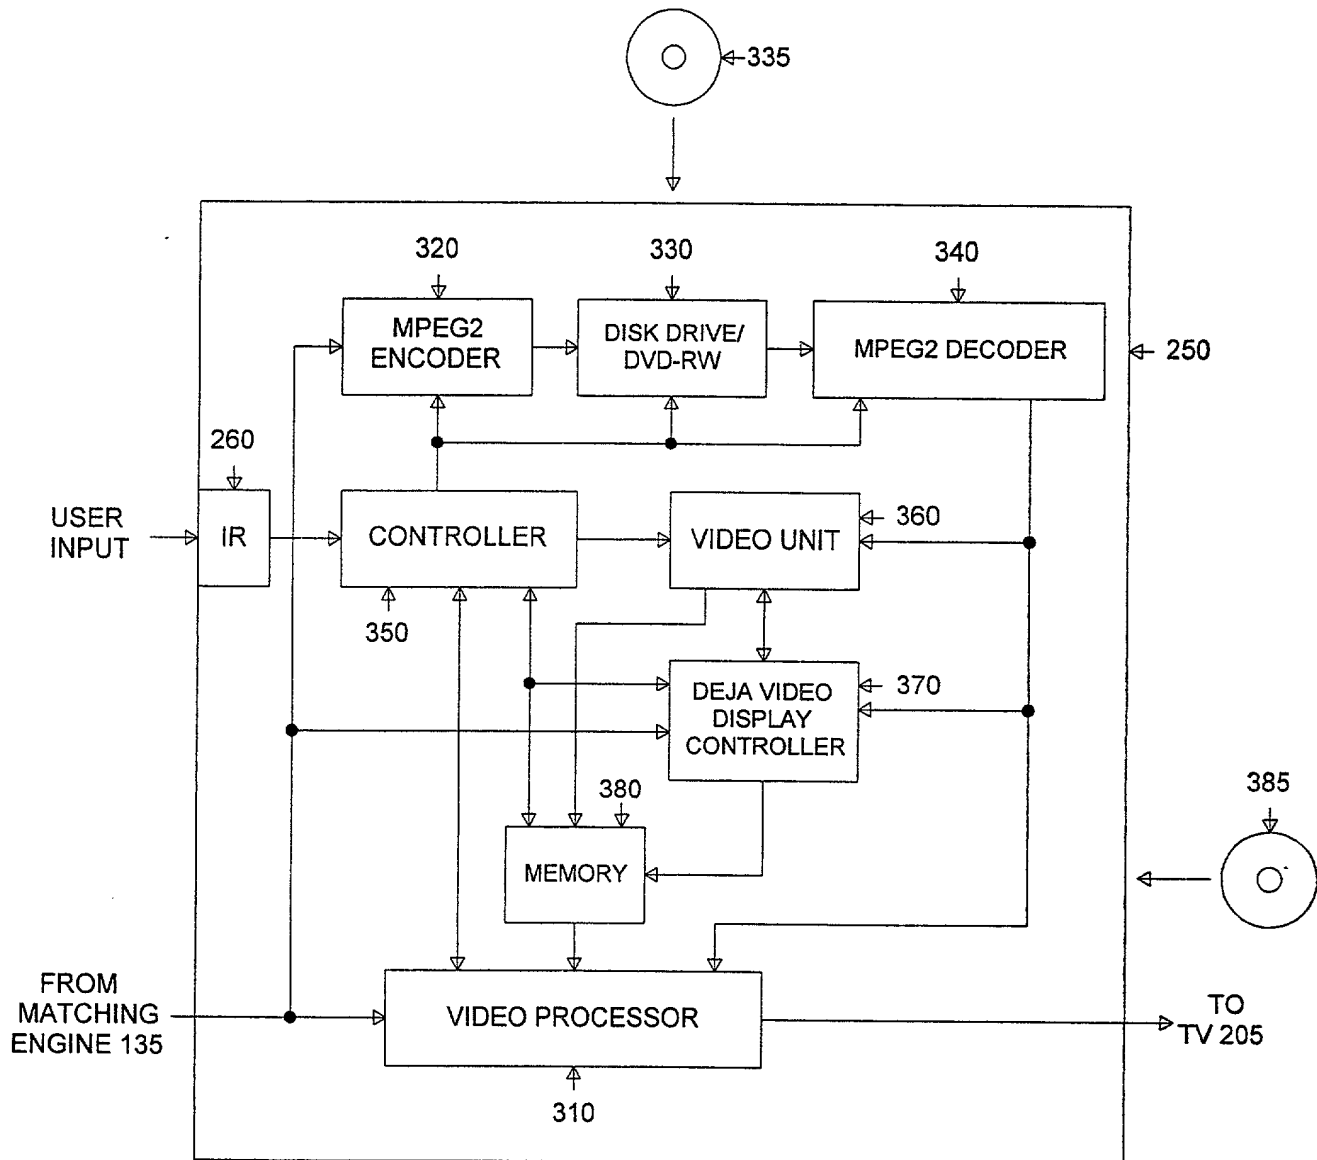 335
320
330
340
MPEG2
ENCODER
DISK DRIVE/
DVD-RW
MPEG2 DECODER
250
260
USER
INPUT
IR
CONTROLLER
VIDEO UNIT
360
350
DEJA VIDEO
DISPLAY
CONTROLLER
370
380
385
MEMORY
FROM
MATCHING
ENGINE 135
VIDEO PROCESSOR
TO
TV 205
310